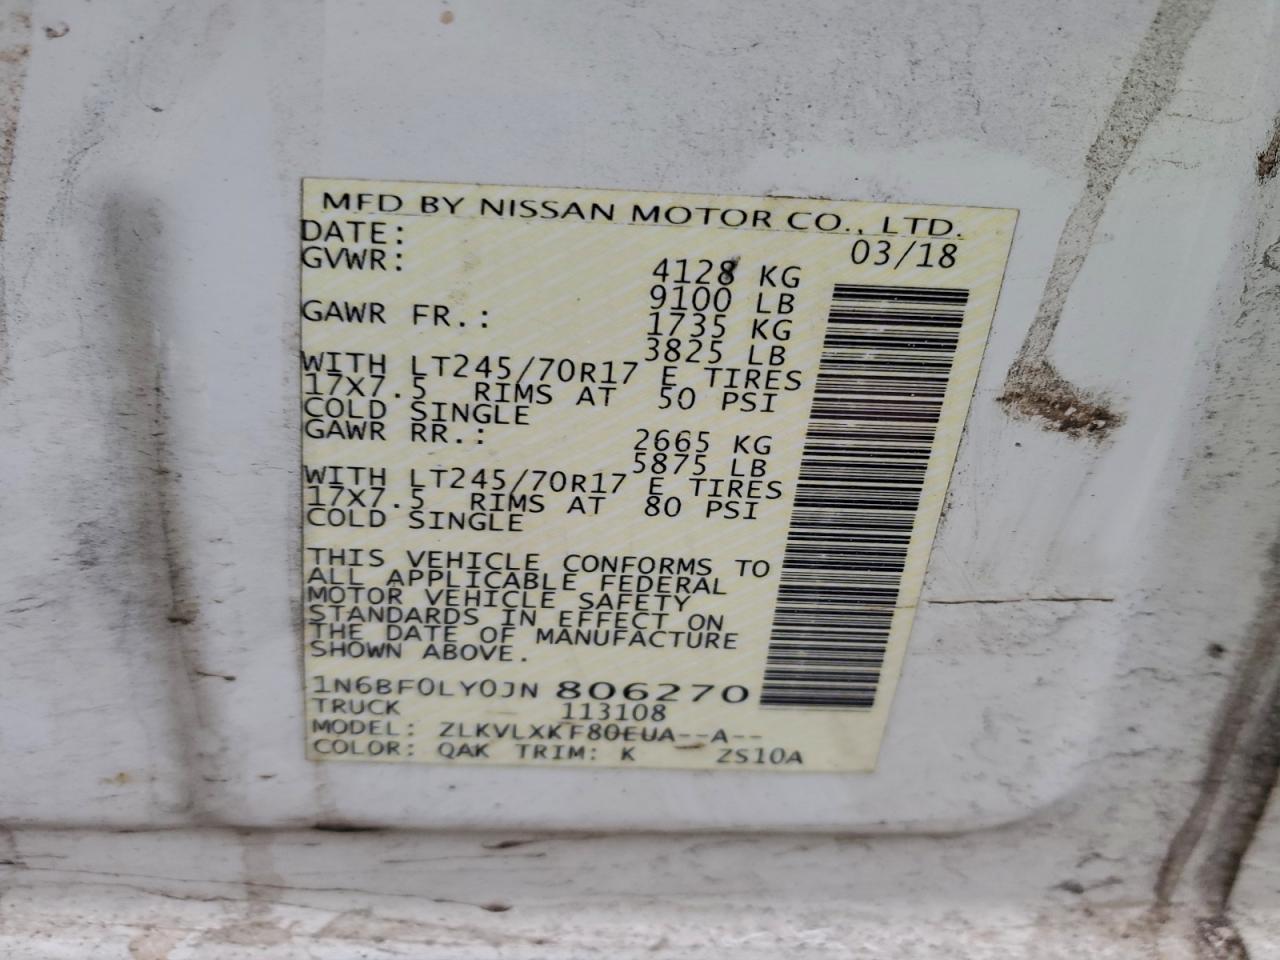 MFD BY NISSAN MOTOR CO., LTD.
DATE: 03/18
GVWR: 4128 KG
9100 LB
GAWR FR.: 1735 KG
3825 LB
WITH LT245/70R17 E TIRES
17X7.5 RIMS AT 50 PSI
COLD SINGLE
GAWR RR.: 2665 KG
5875 LB
WITH LT245/70R17 E TIRES
17X7.5 RIMS AT 80 PSI
COLD SINGLE
THIS VEHICLE CONFORMS TO
ALL APPLICABLE FEDERAL
MOTOR VEHICLE SAFETY
STANDARDS IN EFFECT ON
THE DATE OF MANUFACTURE
SHOWN ABOVE.
1N6BF0LY0JN 806270
TRUCK 113108
MODEL: ZLKVLXKF80EUA--A--
COLOR: QAK TRIM: K ZS10A